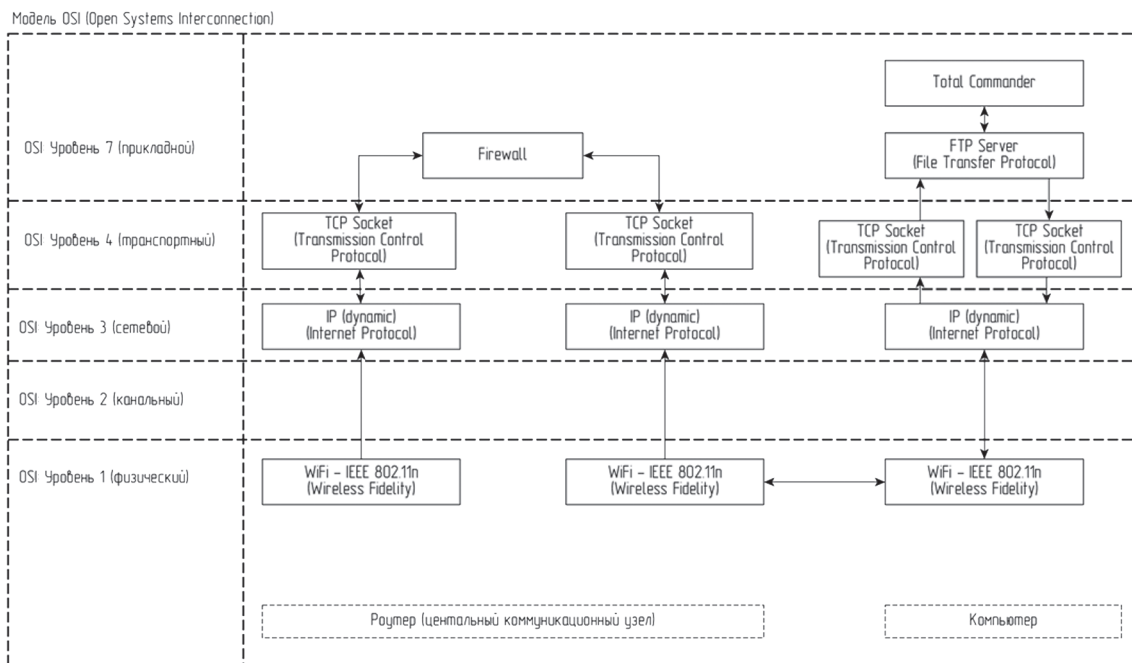 Модель OSI (Open Systems Interconnection)
Total Commander
OSI Уровень 7 (прикладной)
Firewall
FTP Server
(File Transfer Protocol)
OSI Уровень 4 (транспортный)
TCP Socket
(Transmission Control
Protocol)
TCP Socket
(Transmission Control
Protocol)
TCP Socket
(Transmission Control
Protocol)
TCP Socket
(Transmission Control
Protocol)
OSI Уровень 3 (сетевой)
IP (dynamic)
(Internet Protocol)
IP (dynamic)
(Internet Protocol)
IP (dynamic)
(Internet Protocol)
OSI Уровень 2 (канальный)
OSI Уровень 1 (физический)
WiFi – IEEE 802.11n
(Wireless Fidelity)
WiFi – IEEE 802.11n
(Wireless Fidelity)
WiFi – IEEE 802.11n
(Wireless Fidelity)
Роутер (центральный коммуникационный узел)
Компьютер